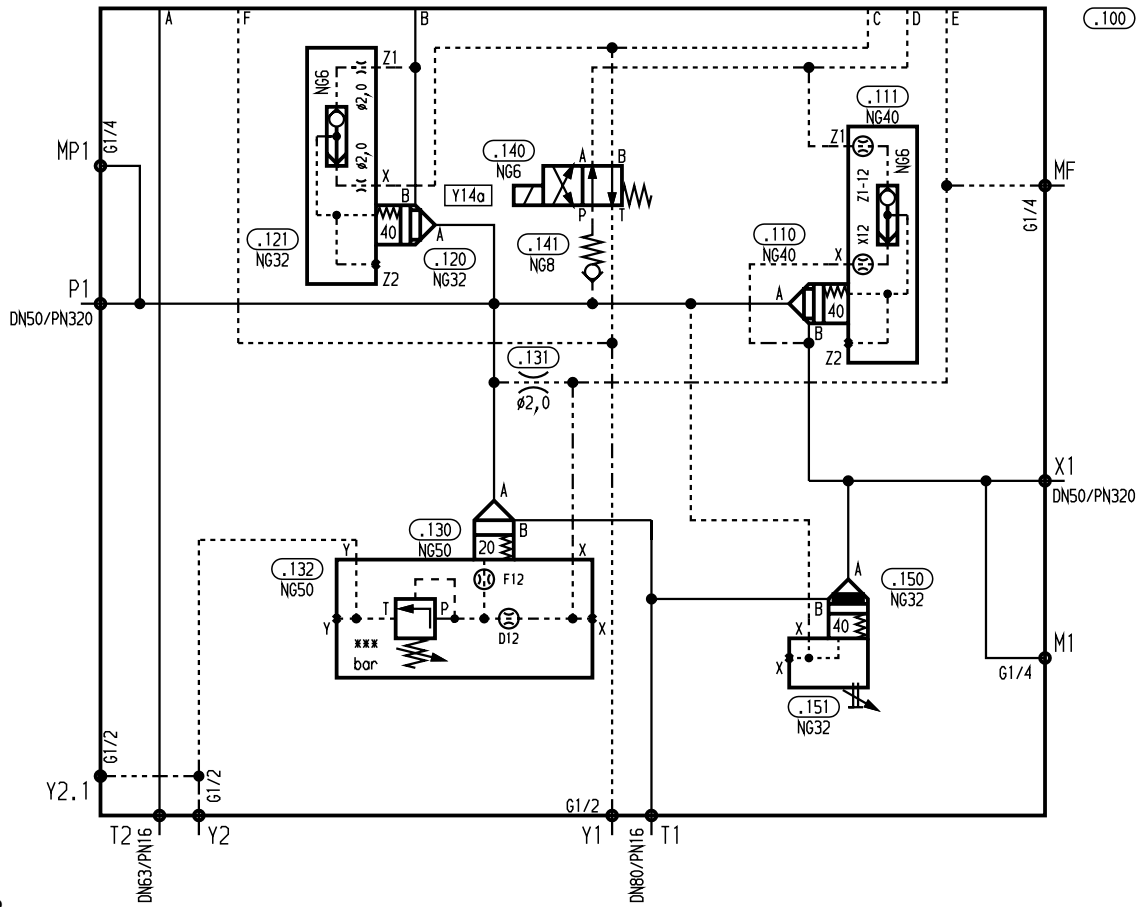 A
F
B
C
D
E
.100
Z1
NG6
ø2,0
ø2,0
X
MP1
G1/4
.111
NG40
Z1
NG6
Z1-12
X12
X
.140
NG6
A
B
P
T
Y14a
MF
G1/4
B
40
A
.121
NG32
.120
NG32
Z2
.141
NG8
.110
NG40
A
40
B
Z2
P1
DN50/PN320
.131
ø2,0
X1
DN50/PN320
A
.130
NG50
B
20
Y
X
.132
NG50
F12
T
P
D12
Y
X
***
bar
A
.150
NG32
B
40
X
X
.151
NG32
M1
G1/4
G1/2
Y2.1
G1/2
G1/2
T2
DN63/PN16
Y2
Y1
DN80/PN16
T1